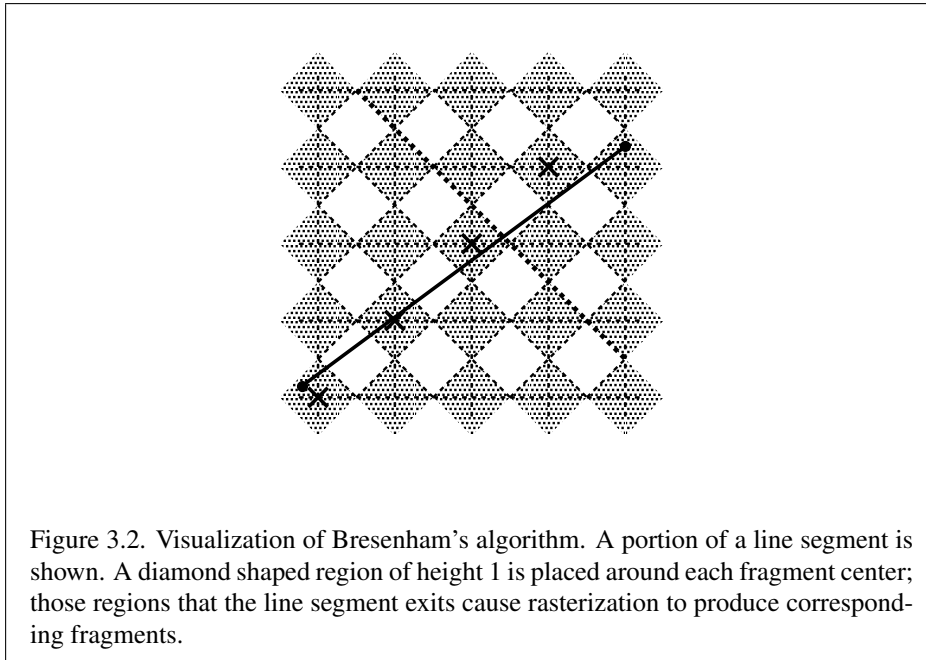 Figure 3.2. Visualization of Bresenham's algorithm. A portion of a line segment is
shown. A diamond shaped region of height 1 is placed around each fragment center;
those regions that the line segment exits cause rasterization to produce correspond-
ing fragments.